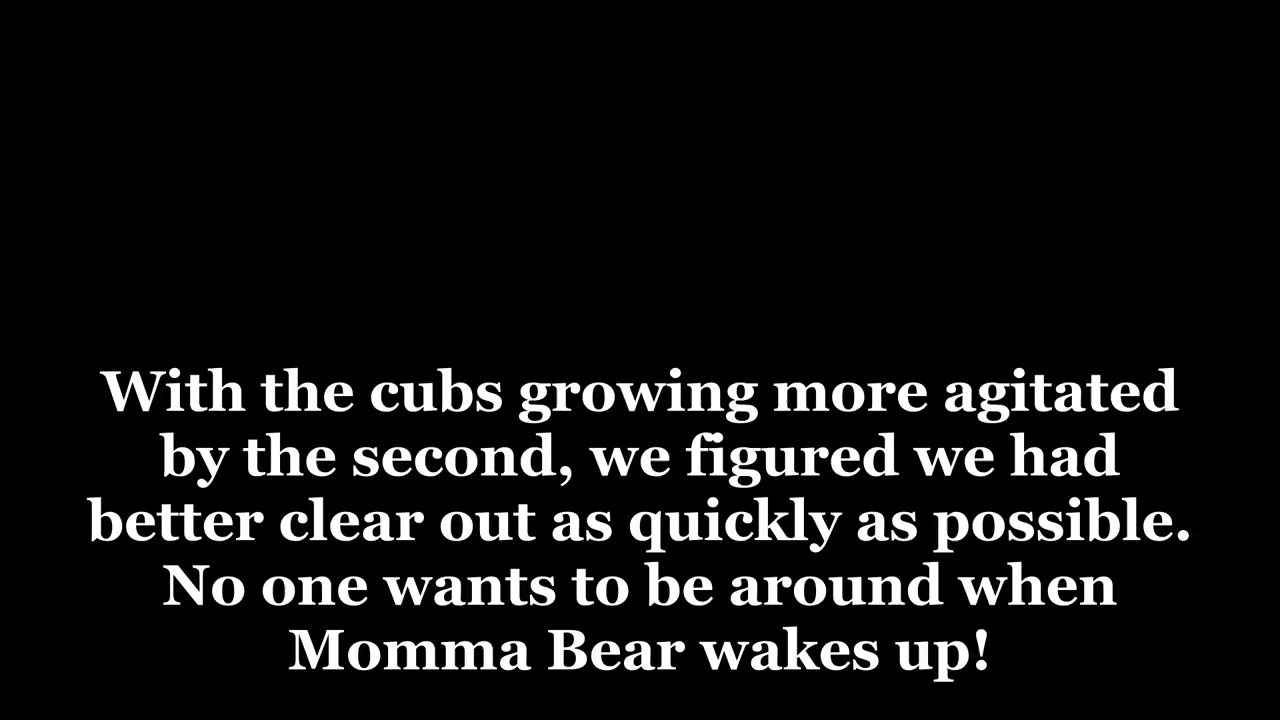 With the cubs growing more agitated
by the second, we figured we had
better clear out as quickly as possible.
No one wants to be around when
Momma Bear wakes up!